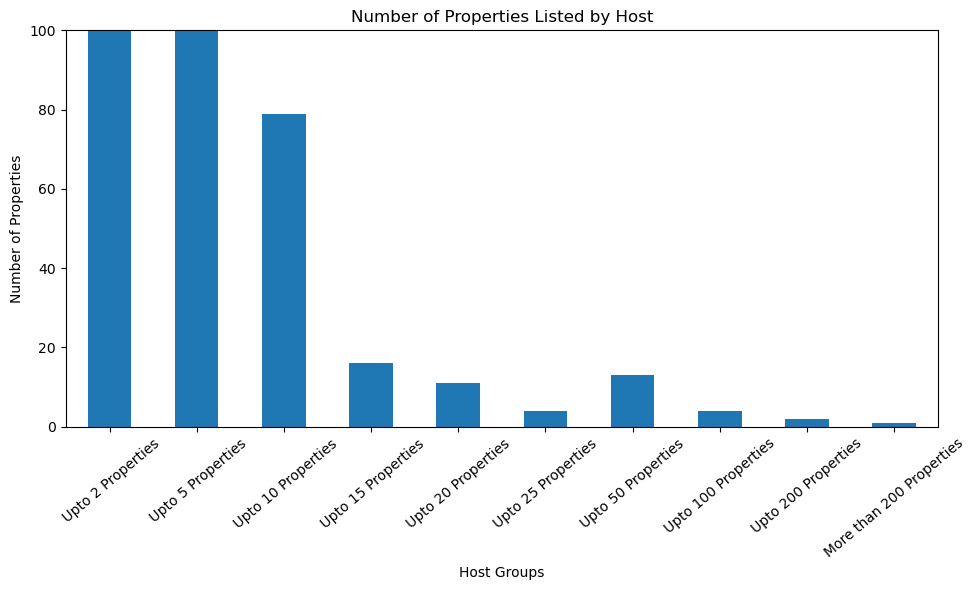 Number of Properties Listed by Host
Number of Properties
100
80
60
40
20
0
Upto 2 Properties
Upto 5 Properties
Upto 10 Properties
Upto 15 Properties
Upto 20 Properties
Upto 25 Properties
Upto 50 Properties
Upto 100 Properties
Upto 200 Properties
More than 200 Properties
Host Groups